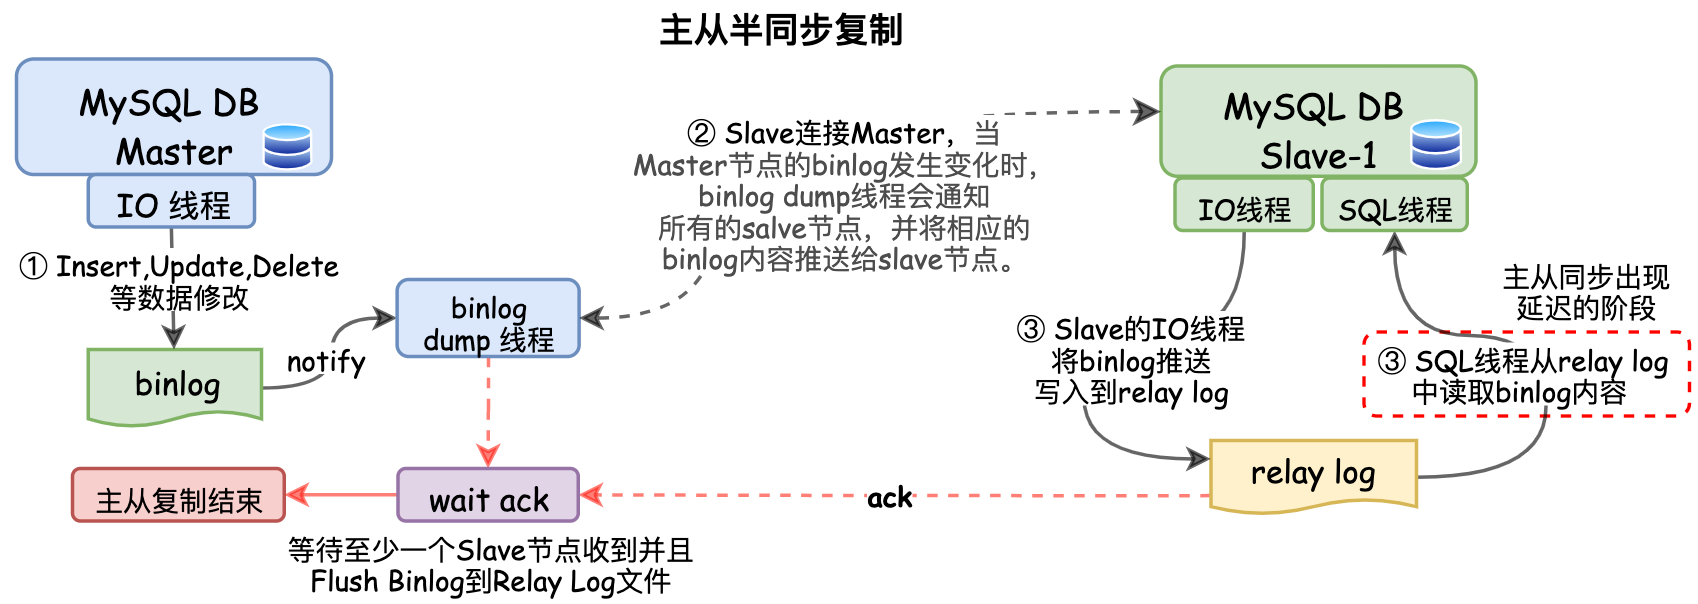 主从半同步复制
MySQL DB
Master
IO 线程
① Insert,Update,Delete
等数据修改
binlog
notify
binlog
dump 线程
② Slave连接Master，当
Master节点的binlog发生变化时，
binlog dump线程会通知
所有的salve节点，并将相应的
binlog内容推送给slave节点。
MySQL DB
Slave-1
IO线程
SQL线程
③ Slave的IO线程
将binlog推送
写入到relay log
主从同步出现
延迟的阶段
③ SQL线程从relay log
中读取binlog内容
relay log
ack
wait ack
主从复制结束
等待至少一个Slave节点收到并且
Flush Binlog到Relay Log文件